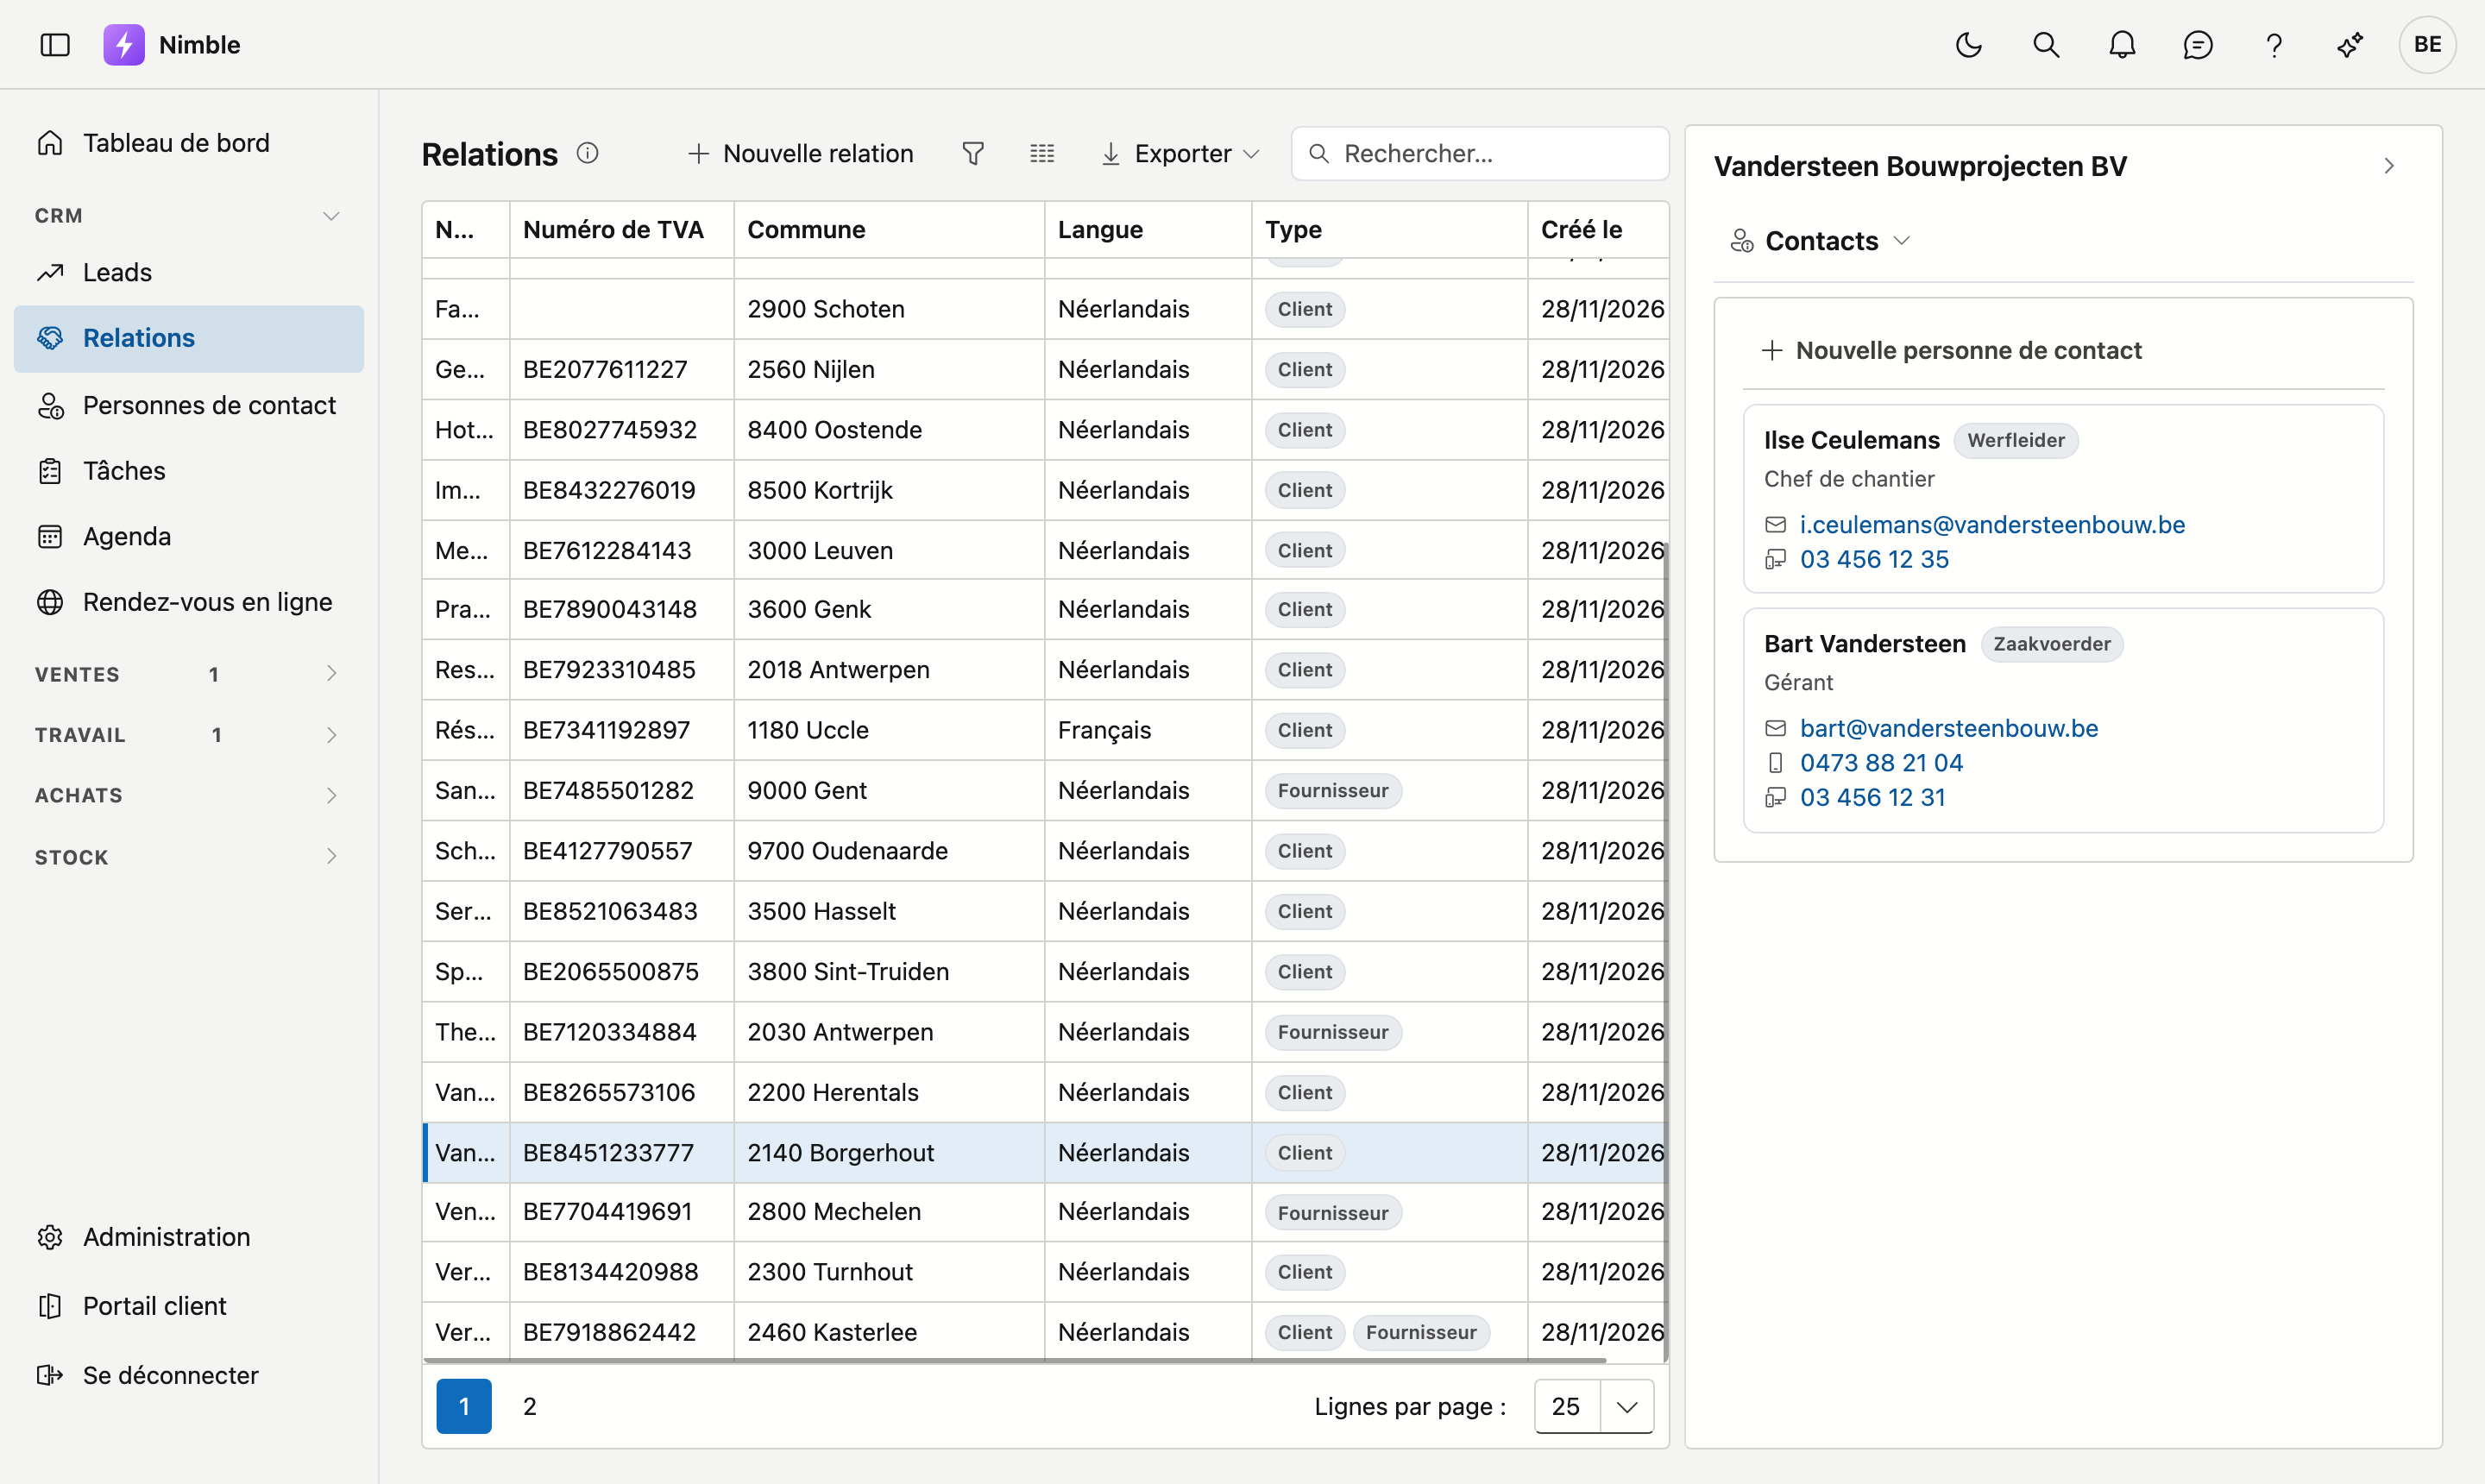 Nimble
BE
Tableau de bord
CRM
Leads
Relations
Personnes de contact
Tâches
Agenda
Rendez-vous en ligne
VENTES 1
TRAVAIL 1
ACHATS
STOCK
Administration
Portail client
Se déconnecter
Relations
Nouvelle relation
Exporter
Rechercher...
N... Numéro de TVA Commune Langue Type Créé le
Fa... 2900 Schoten Néerlandais Client 28/11/2026
Ge... BE2077611227 2560 Nijlen Néerlandais Client 28/11/2026
Hot... BE8027745932 8400 Oostende Néerlandais Client 28/11/2026
Im... BE8432276019 8500 Kortrijk Néerlandais Client 28/11/2026
Me... BE7612284143 3000 Leuven Néerlandais Client 28/11/2026
Pra... BE7890043148 3600 Genk Néerlandais Client 28/11/2026
Res... BE7923310485 2018 Antwerpen Néerlandais Client 28/11/2026
Rés... BE7341192897 1180 Uccle Français Client 28/11/2026
San... BE7485501282 9000 Gent Néerlandais Fournisseur 28/11/2026
Sch... BE4127790557 9700 Oudenaarde Néerlandais Client 28/11/2026
Ser... BE8521063483 3500 Hasselt Néerlandais Client 28/11/2026
Sp... BE2065500875 3800 Sint-Truiden Néerlandais Client 28/11/2026
The... BE7120334884 2030 Antwerpen Néerlandais Fournisseur 28/11/2026
Van... BE8265573106 2200 Herentals Néerlandais Client 28/11/2026
Van... BE8451233777 2140 Borgerhout Néerlandais Client 28/11/2026
Ven... BE7704419691 2800 Mechelen Néerlandais Fournisseur 28/11/2026
Ver... BE8134420988 2300 Turnhout Néerlandais Client 28/11/2026
Ver... BE7918862442 2460 Kasterlee Néerlandais Client Fournisseur 28/11/2026
1 2 Lignes par page : 25
Vandersteen Bouwprojecten BV
Contacts
Nouvelle personne de contact
Ilse Ceulemans Werfleider
Chef de chantier
i.ceulemans@vandersteenbouw.be
03 456 12 35
Bart Vandersteen Zaakvoerder
Gérant
bart@vandersteenbouw.be
0473 88 21 04
03 456 12 31